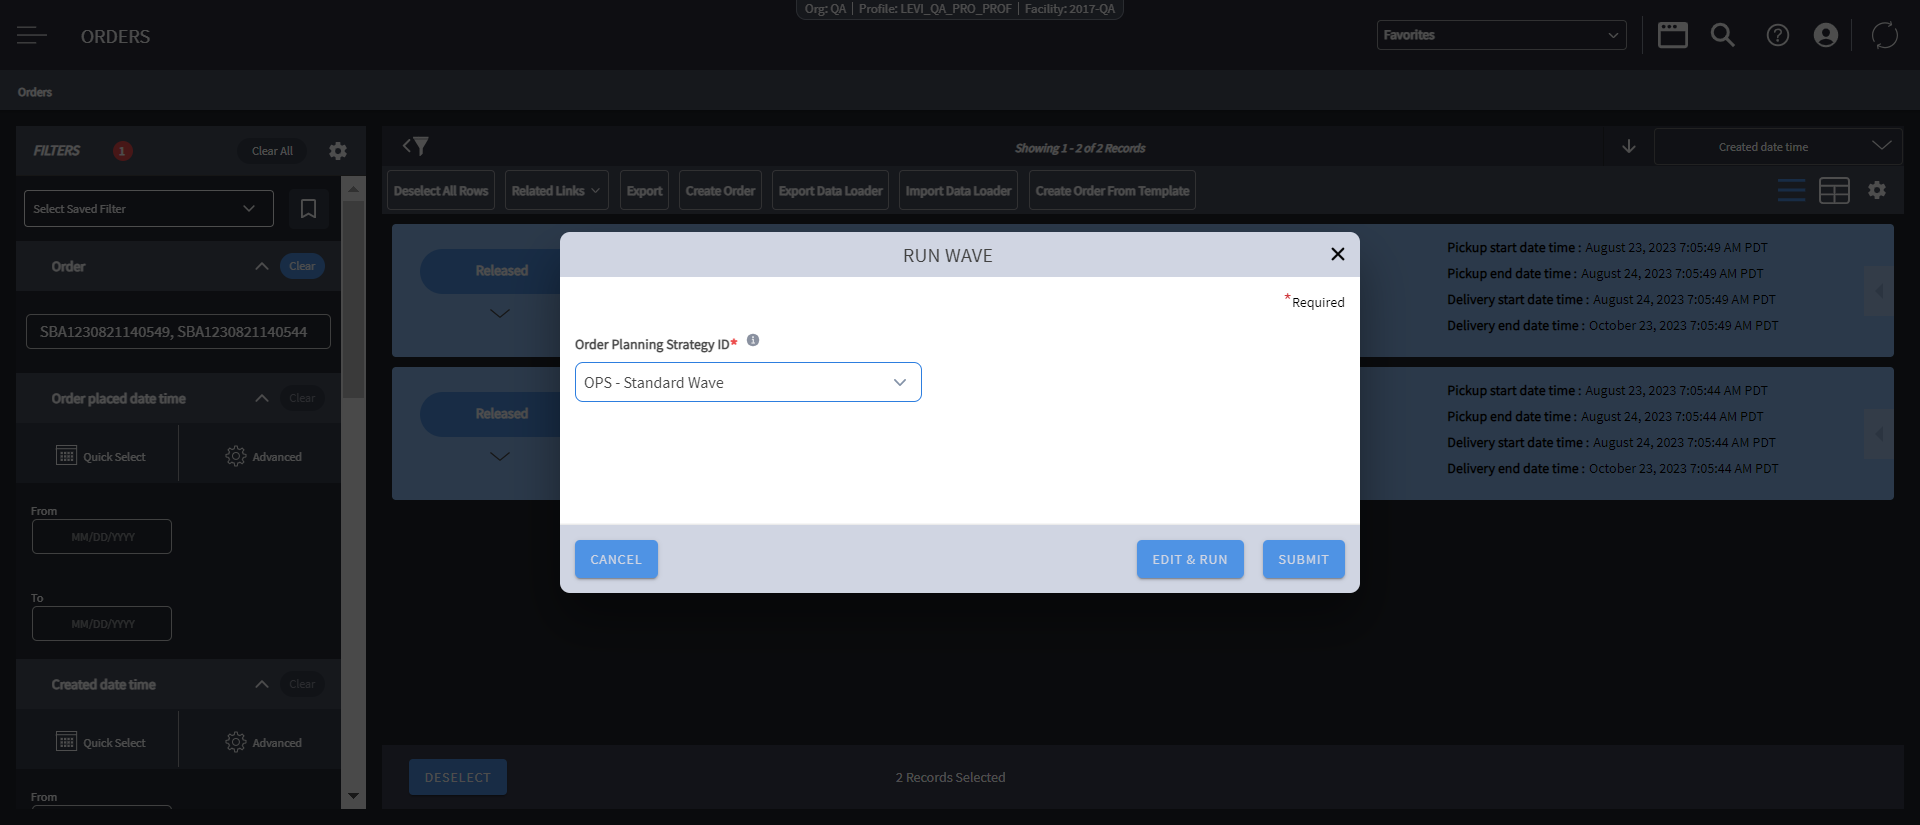 Org: QA | Profile: LEVI_QA_PRO_PROF | Facility: 2017-QA
ORDERS
Favorites
Orders
FILTERS 1 Clear All
Select Saved Filter
Order Clear
SBA1230821140549, SBA1230821140544
Order placed date time Clear
Quick Select Advanced
From
MM/DD/YYYY
To
MM/DD/YYYY
Created date time Clear
Quick Select Advanced
From
Showing 1 - 2 of 2 Records
Created date time
Deselect All Rows Related Links Export Create Order Export Data Loader Import Data Loader Create Order From Template
Released
Pickup start date time : August 23, 2023 7:05:49 AM PDT
Pickup end date time : August 24, 2023 7:05:49 AM PDT
Delivery start date time : August 24, 2023 7:05:49 AM PDT
Delivery end date time : October 23, 2023 7:05:49 AM PDT
Released
Pickup start date time : August 23, 2023 7:05:44 AM PDT
Pickup end date time : August 24, 2023 7:05:44 AM PDT
Delivery start date time : August 24, 2023 7:05:44 AM PDT
Delivery end date time : October 23, 2023 7:05:44 AM PDT
RUN WAVE
*Required
Order Planning Strategy ID*
OPS - Standard Wave
CANCEL EDIT & RUN SUBMIT
DESELECT 2 Records Selected